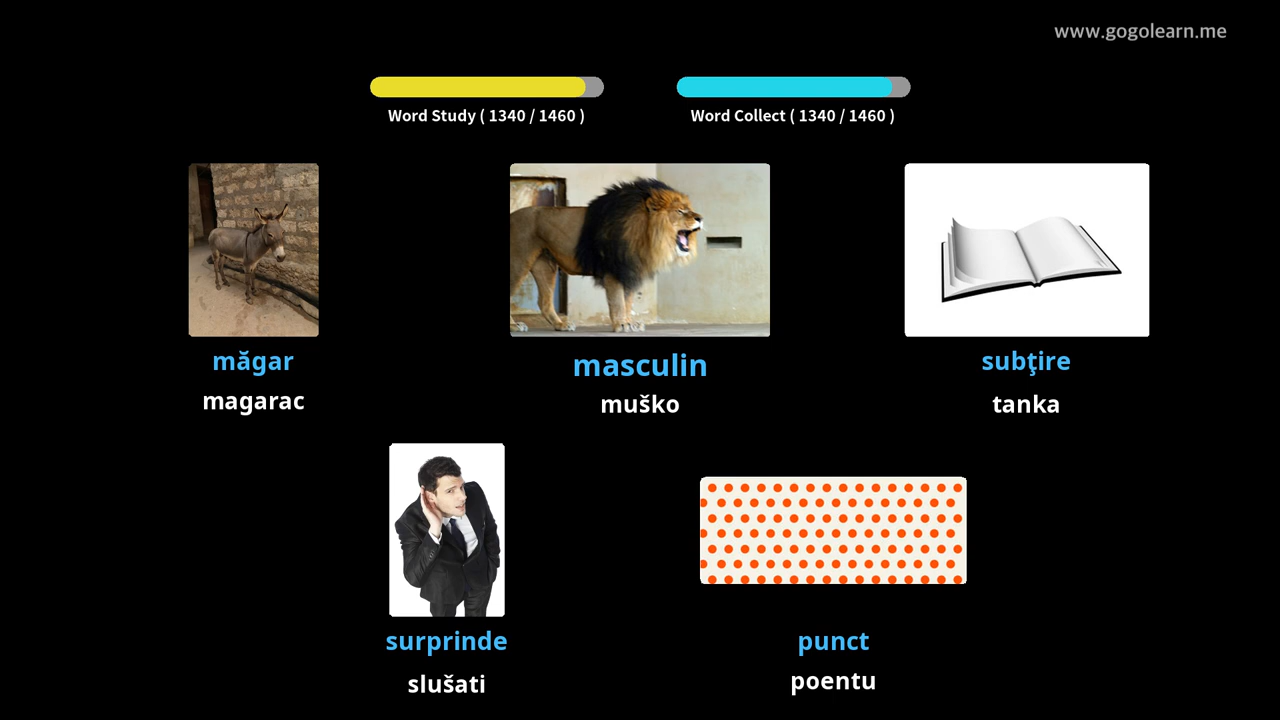 www.gogolearn.me
Word Study ( 1340 / 1460 )
Word Collect ( 1340 / 1460 )
măgar
magarac
masculin
muško
subţire
tanka
surprinde
slušati
punct
poentu